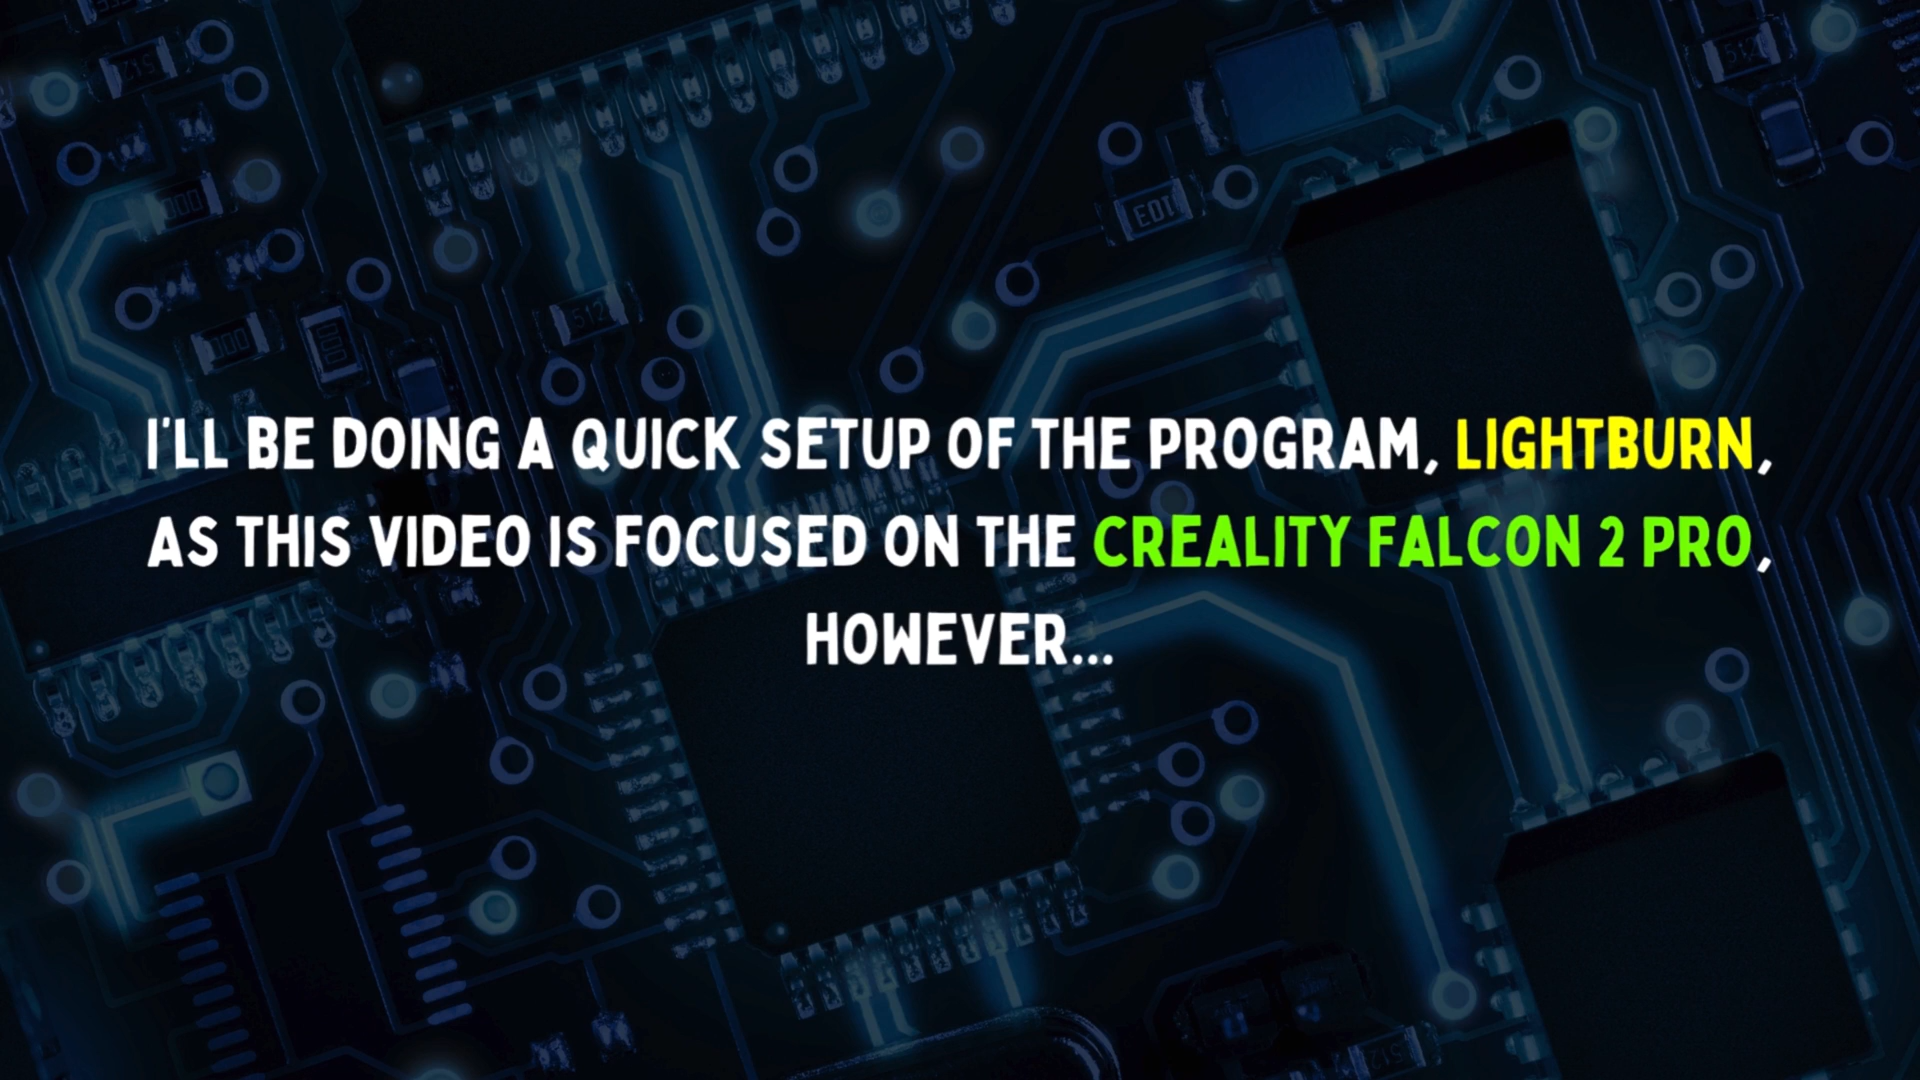 I'LL BE DOING A QUICK SETUP OF THE PROGRAM, LIGHTBURN,
AS THIS VIDEO IS FOCUSED ON THE CREALITY FALCON 2 PRO,
HOWEVER...